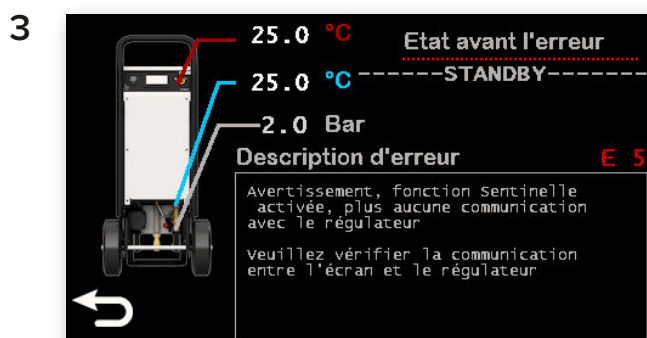 3
25.0 °C
Etat avant l'erreur
25.0 °C
------STANDBY-------
2.0 Bar
Description d'erreur E 5
Avertissement, fonction Sentinelle
activée, plus aucune communication
avec le régulateur
Veuillez vérifier la communication
entre l'écran et le régulateur